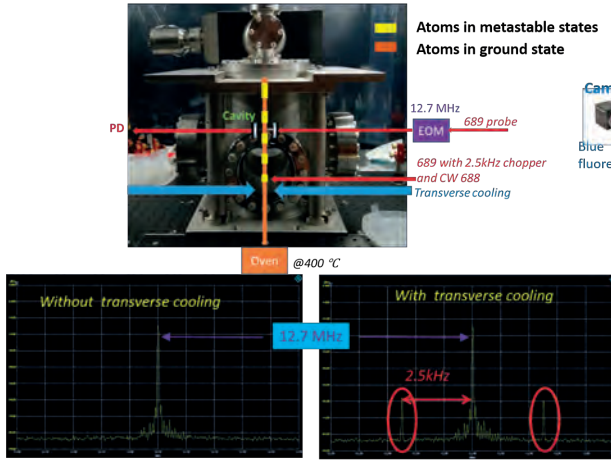 Atoms in metastable states
Atoms in ground state
Cavity
12.7 MHz
Cam
PD
EOM
689 probe
689 with 2.5kHz chopper
and CW 688
Blue
fluore
Transverse cooling
Oven
@400 °C
Without transverse cooling
With transverse cooling
12.7 MHz
2.5kHz